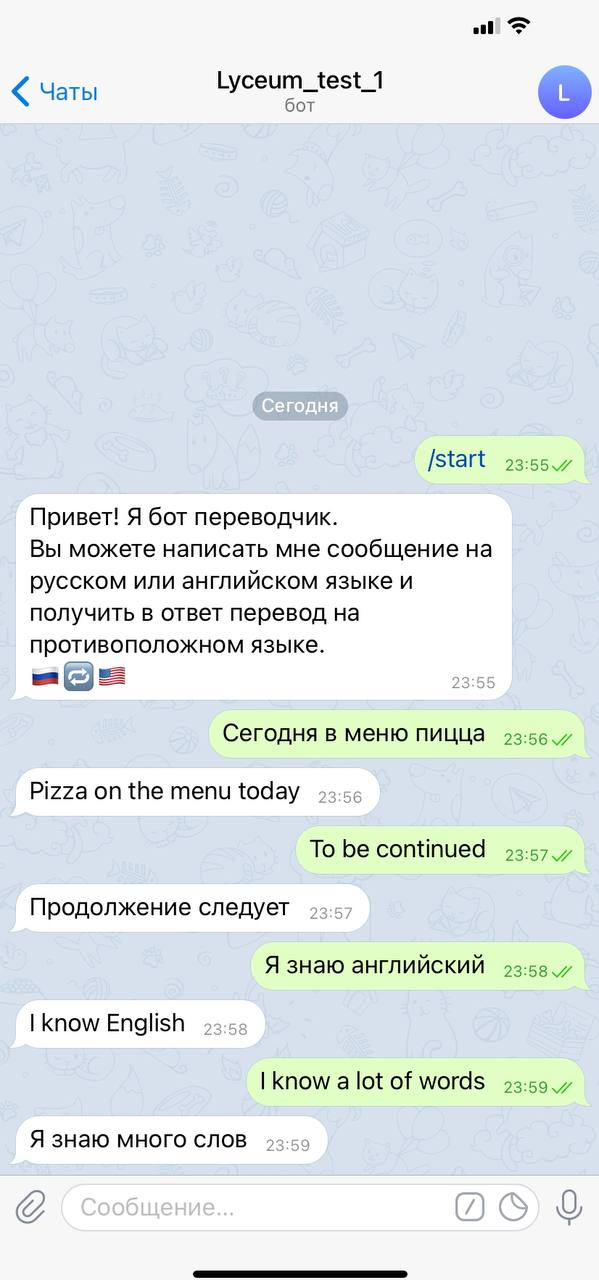 Чаты
Lyceum_test_1
бот
L
Сегодня
/start 23:55
Привет! Я бот переводчик.
Вы можете написать мне сообщение на
русском или английском языке и
получить в ответ перевод на
противоположном языке.
🇷🇺🔁🇺🇸 23:55
Сегодня в меню пицца 23:56
Pizza on the menu today 23:56
To be continued 23:57
Продолжение следует 23:57
Я знаю английский 23:58
I know English 23:58
I know a lot of words 23:59
Я знаю много слов 23:59
Сообщение...